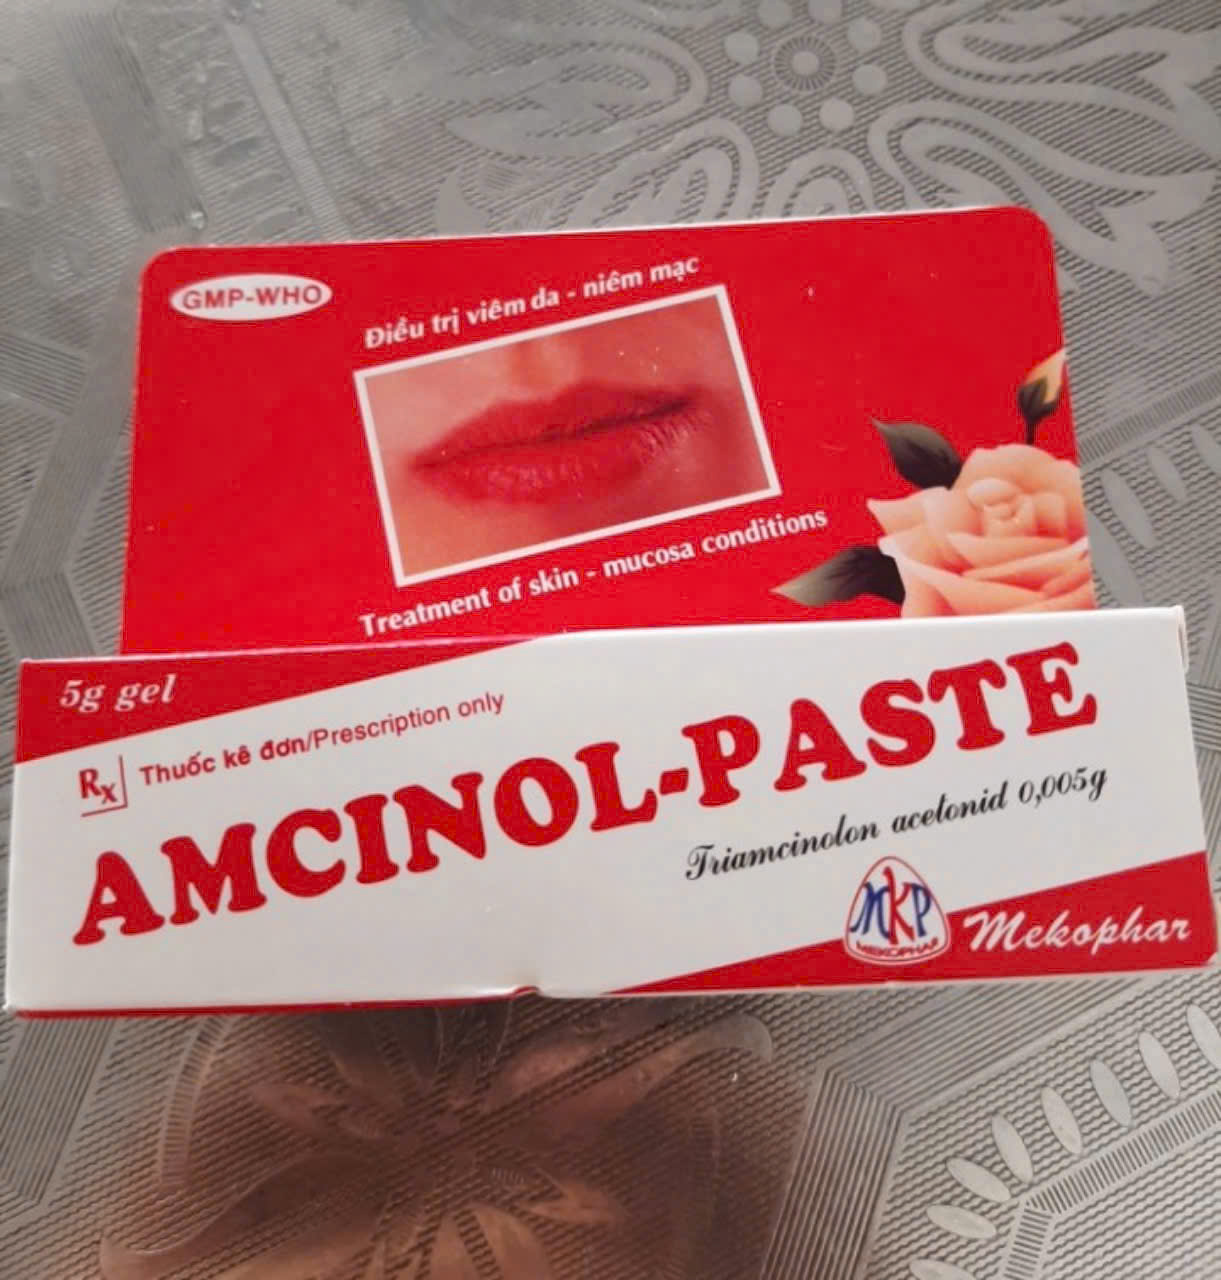 GMP-WHO
Điều trị viêm da - niêm mạc
Treatment of skin - mucosa conditions
5g gel
Rx Thuốc kê đơn/Prescription only
AMCINOL-PASTE
Triamcinolon acetonid 0,005g
MKP
MEKOPHAR
Mekophar